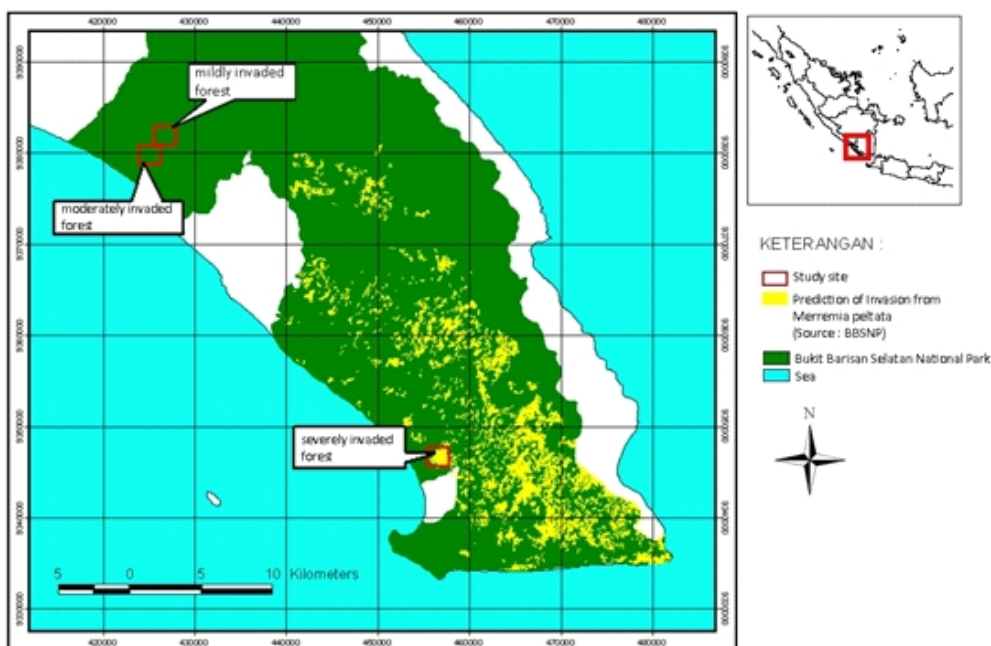 420000 430000 440000 450000 460000 470000 480000
mildly invaded
forest
moderately invaded
forest
severely invaded
forest
5 0 5 10 Kilometers
420000 430000 440000 450000 460000 470000 480000
KETERANGAN :
Study site
Prediction of Invasion from
Merremia peltata
(Source : BBSNP)
Bukit Barisan Selatan National Park
Sea
N